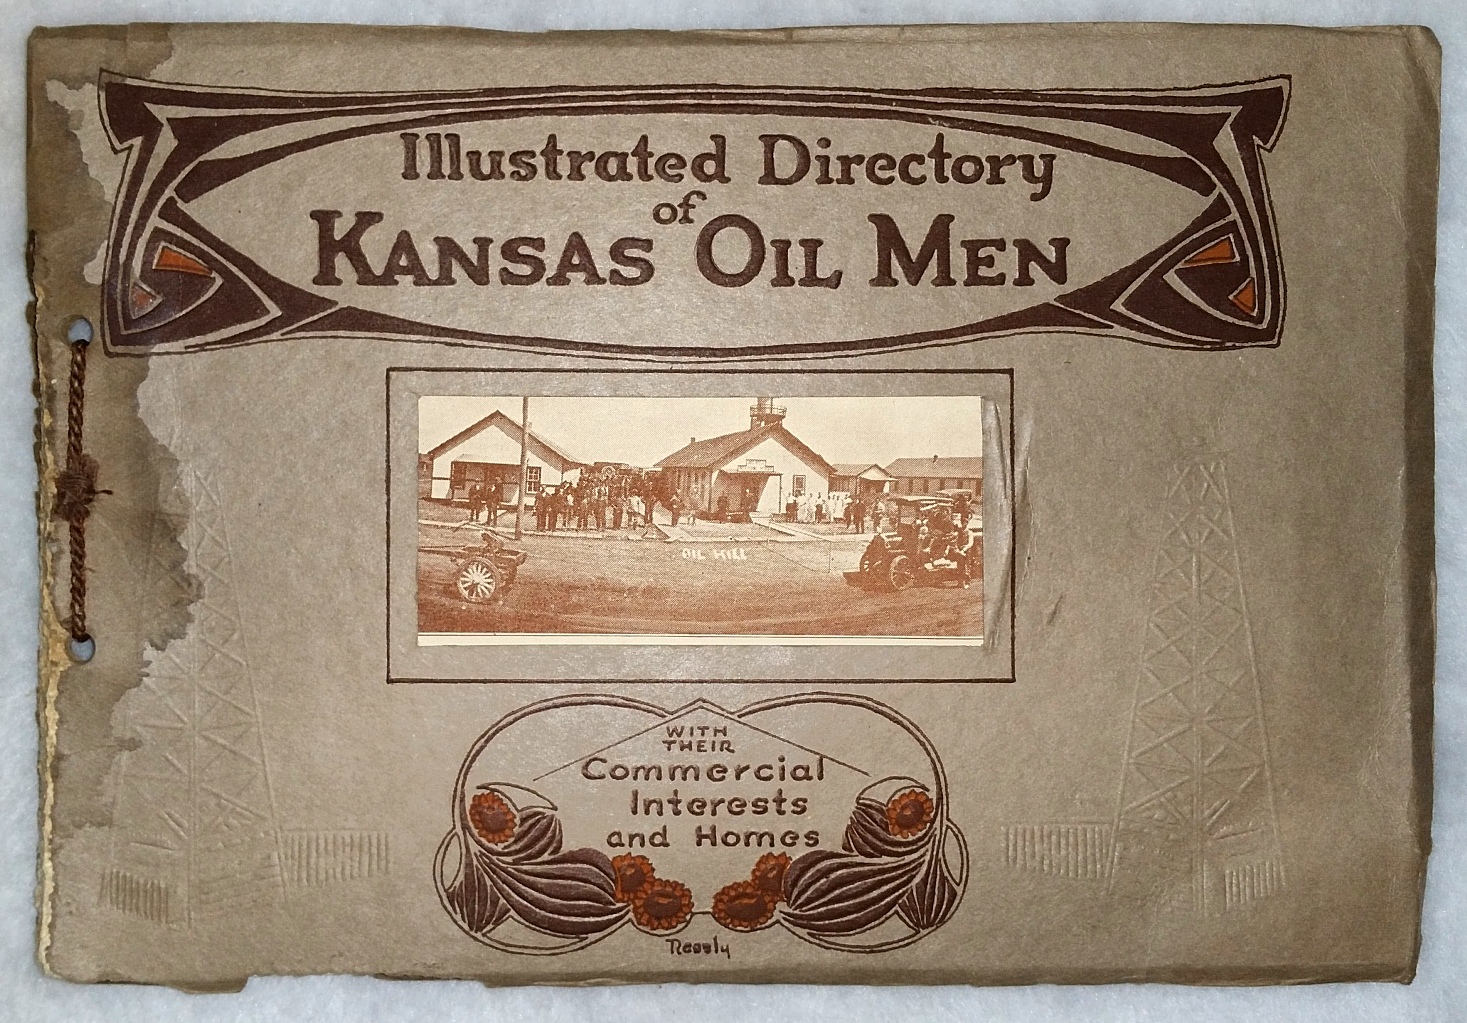 Illustrated Directory
of
KANSAS OIL MEN
OIL HILL
WITH
THEIR
Commercial
Interests
and Homes